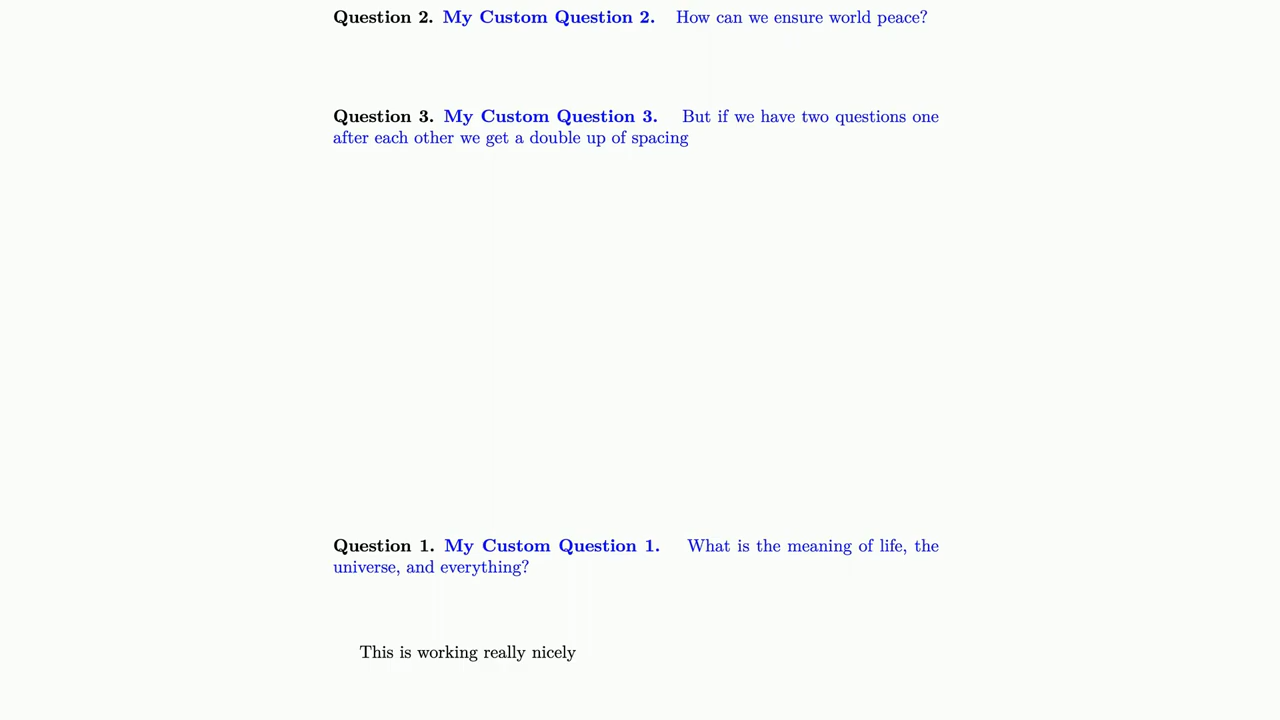 Question 2. My Custom Question 2. How can we ensure world peace?
Question 3. My Custom Question 3. But if we have two questions one
after each other we get a double up of spacing
Question 1. My Custom Question 1. What is the meaning of life, the
universe, and everything?
This is working really nicely